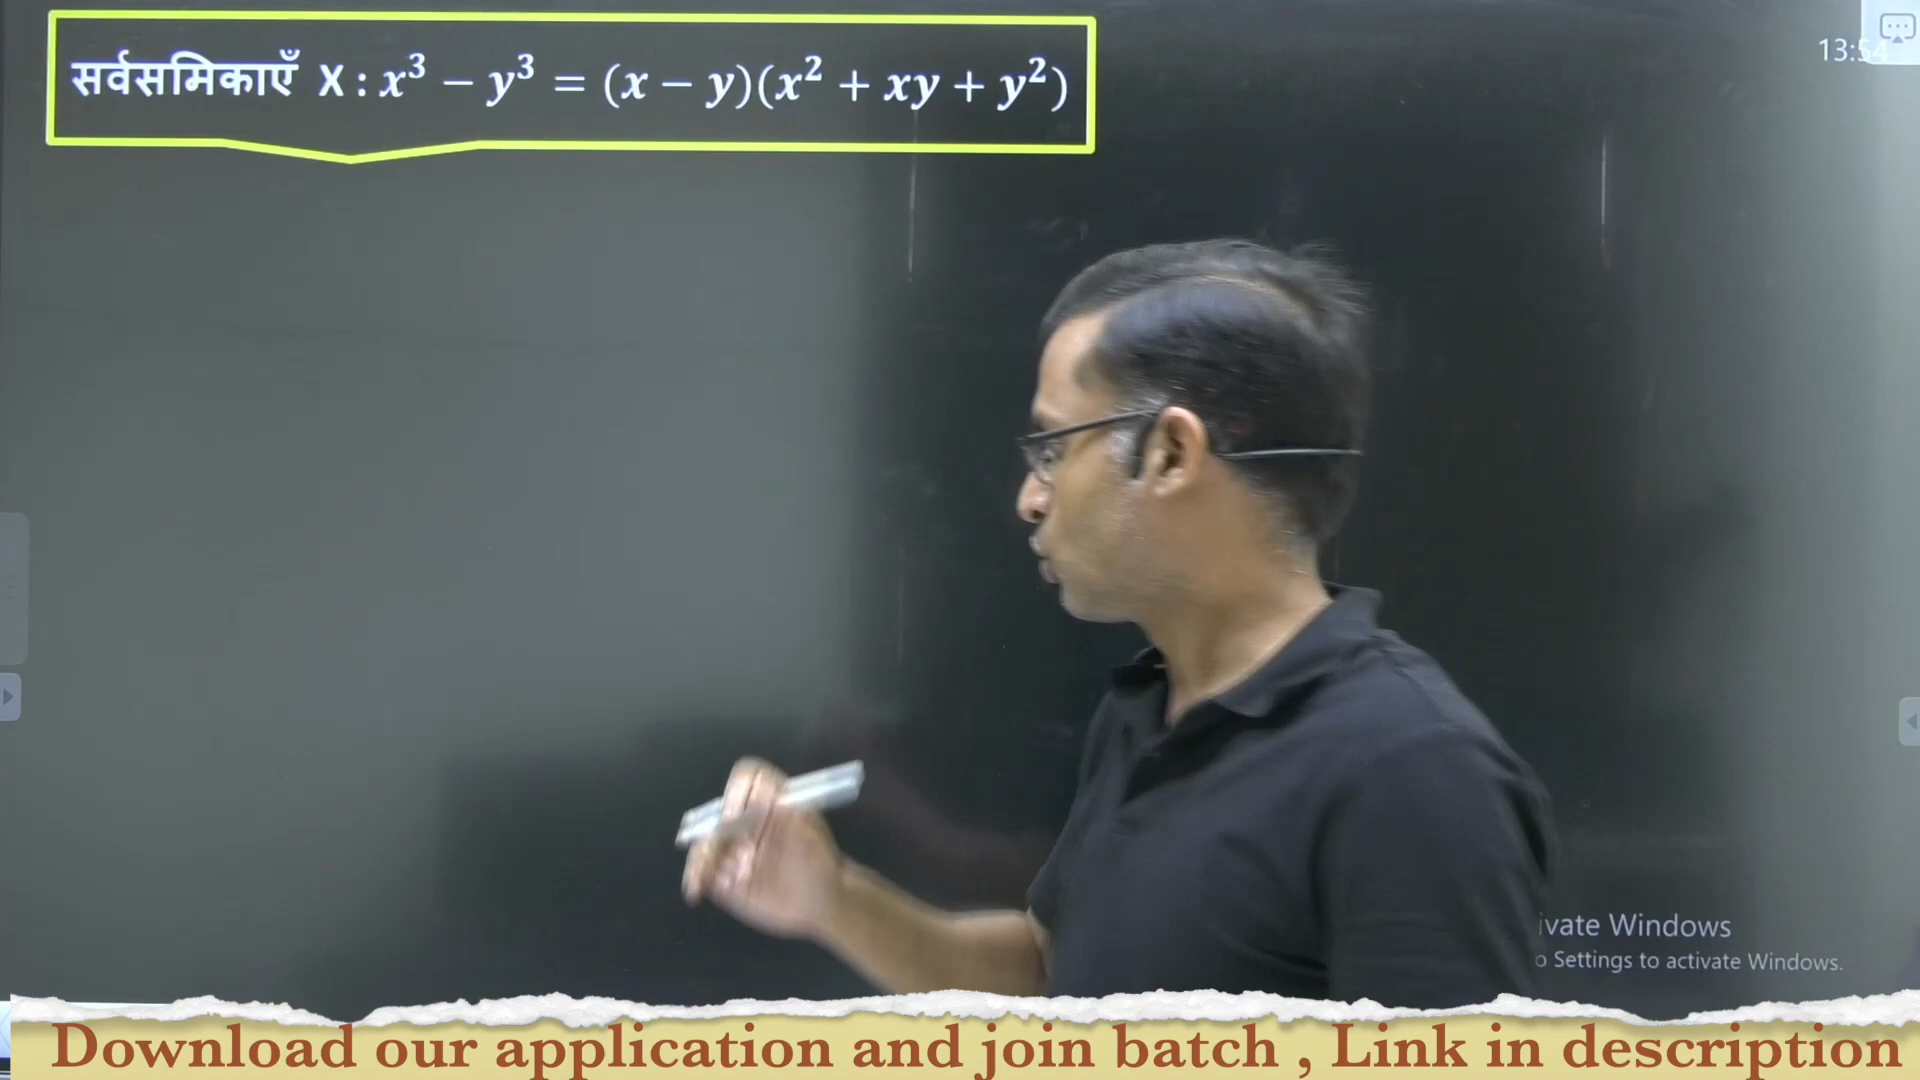 सर्वसमिकाएँ X : x³ − y³ = (x − y)(x² + xy + y²)
13:54
ivate Windows
o Settings to activate Windows.
Download our application and join batch , Link in description